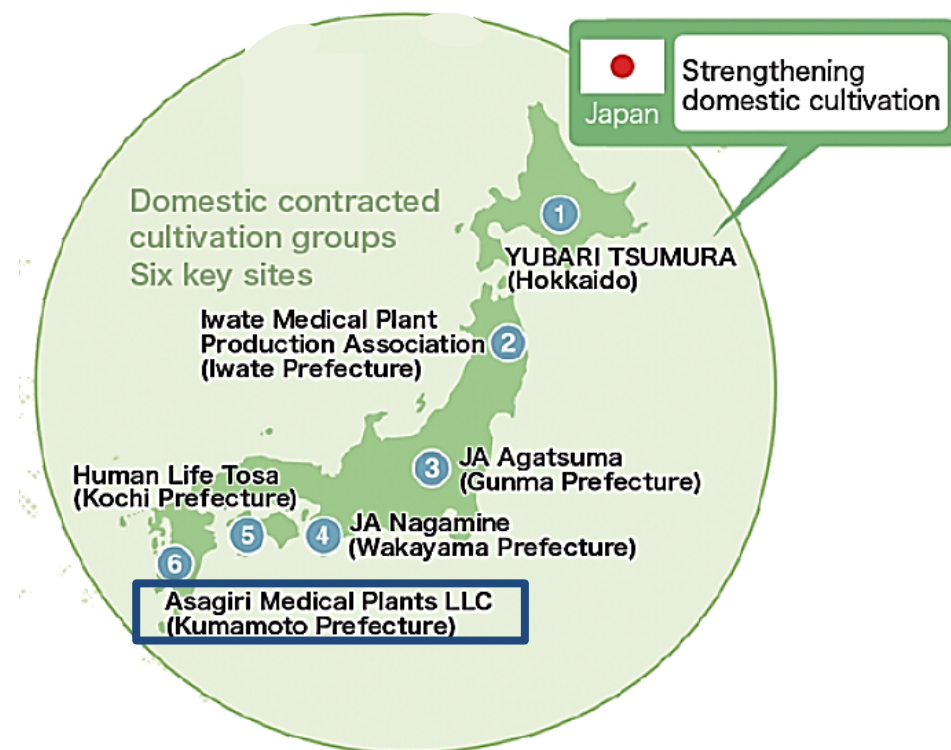 Japan
Strengthening
domestic cultivation
Domestic contracted
cultivation groups
Six key sites
1
YUBARI TSUMURA
(Hokkaido)
Iwate Medical Plant
Production Association
(Iwate Prefecture)
2
3
JA Agatsuma
(Gunma Prefecture)
Human Life Tosa
(Kochi Prefecture)
5
4
JA Nagamine
(Wakayama Prefecture)
6
Asagiri Medical Plants LLC
(Kumamoto Prefecture)